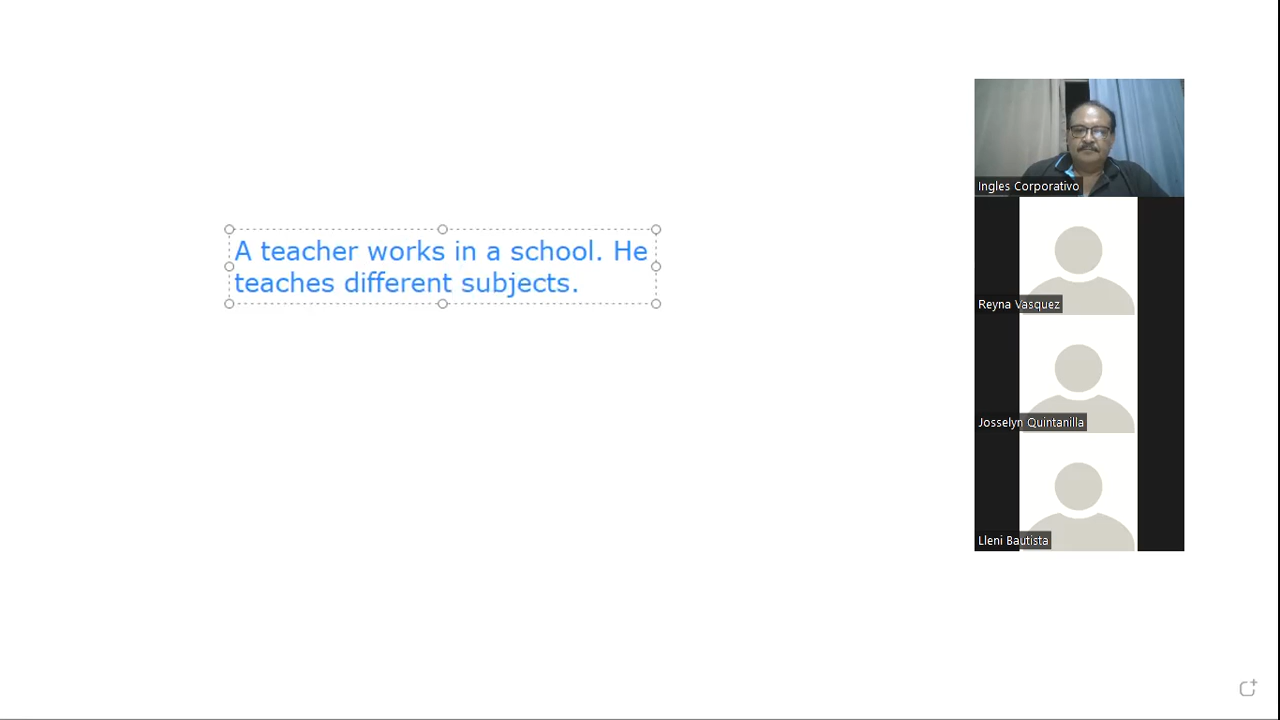 A teacher works in a school. He
teaches different subjects.
Ingles Corporativo
Reyna Vasquez
Josselyn Quintanilla
Lleni Bautista